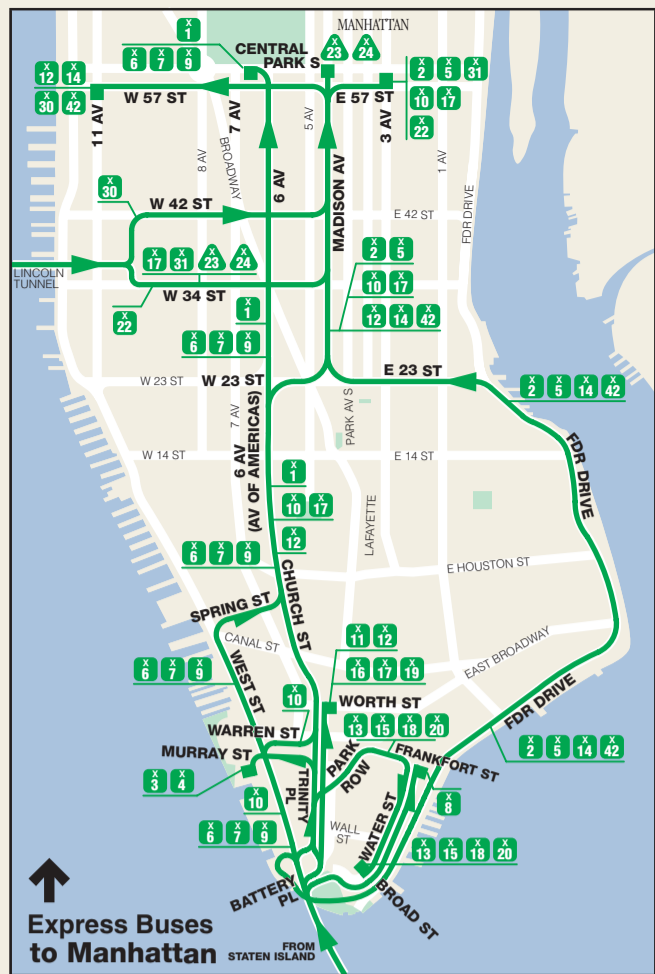 MANHATTAN
X 1
X 6 X 7 X 9
CENTRAL
PARK S
X 23 X 24
X 2 X 5 X 31
X 10 X 17
X 22
X 12 X 14
X 30 X 42
W 57 ST
E 57 ST
11 AV
8 AV
7 AV
BROADWAY
6 AV
5 AV
MADISON AV
3 AV
1 AV
FDR DRIVE
X 30
W 42 ST
E 42 ST
X 17 X 31 X 23 X 24
LINCOLN
TUNNEL
W 34 ST
X 22
X 2 X 5
X 10 X 17
X 12 X 14 X 42
X 1
X 6 X 7 X 9
W 23 ST
W 23 ST
E 23 ST
X 2 X 5 X 14 X 42
7 AV
6 AV
(AV OF AMERICAS)
PARK AV S
W 14 ST
E 14 ST
FDR DRIVE
X 1
X 10 X 17
X 12
X 6 X 7 X 9
LAFAYETTE
E HOUSTON ST
CHURCH ST
SPRING ST
CANAL ST
X 11 X 12
X 16 X 17 X 19
EAST BROADWAY
X 6 X 7 X 9
WEST ST
X 10
WORTH ST
FDR DRIVE
WARREN ST
X 13 X 15 X 18 X 20
MURRAY ST
PARK
ROW
FRANKFORT ST
X 2 X 5 X 14 X 42
X 3 X 4
TRINITY
PL
X 8
X 10
WALL
ST
WATER ST
X 6 X 7 X 9
X 13 X 15 X 18 X 20
BATTERY
PL
BROAD ST
Express Buses
to Manhattan
FROM
STATEN ISLAND